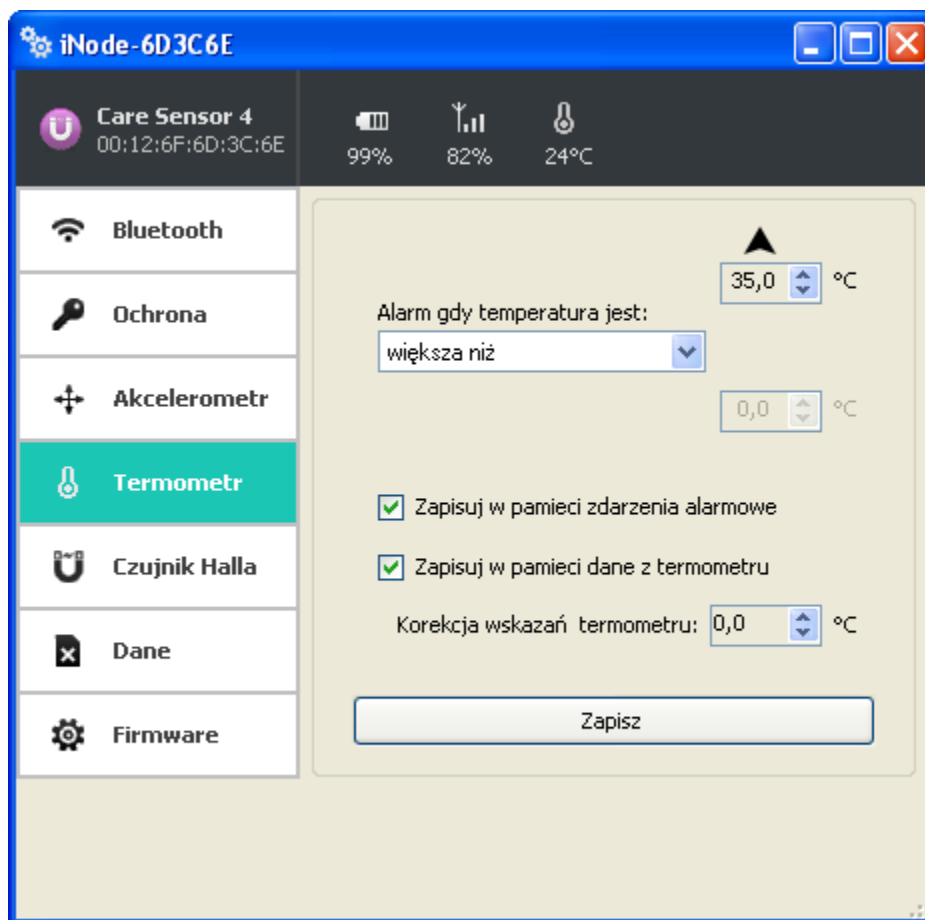 iNode-6D3C6E
Care Sensor 4
00:12:6F:6D:3C:6E
99%
82%
24°C
Bluetooth
Ochrona
Akcelerometr
Termometr
Czujnik Halla
Dane
Firmware
35,0 °C
Alarm gdy temperatura jest:
większa niż
0,0 °C
Zapisuj w pamieci zdarzenia alarmowe
Zapisuj w pamieci dane z termometru
Korekcja wskazań termometru: 0,0 °C
Zapisz